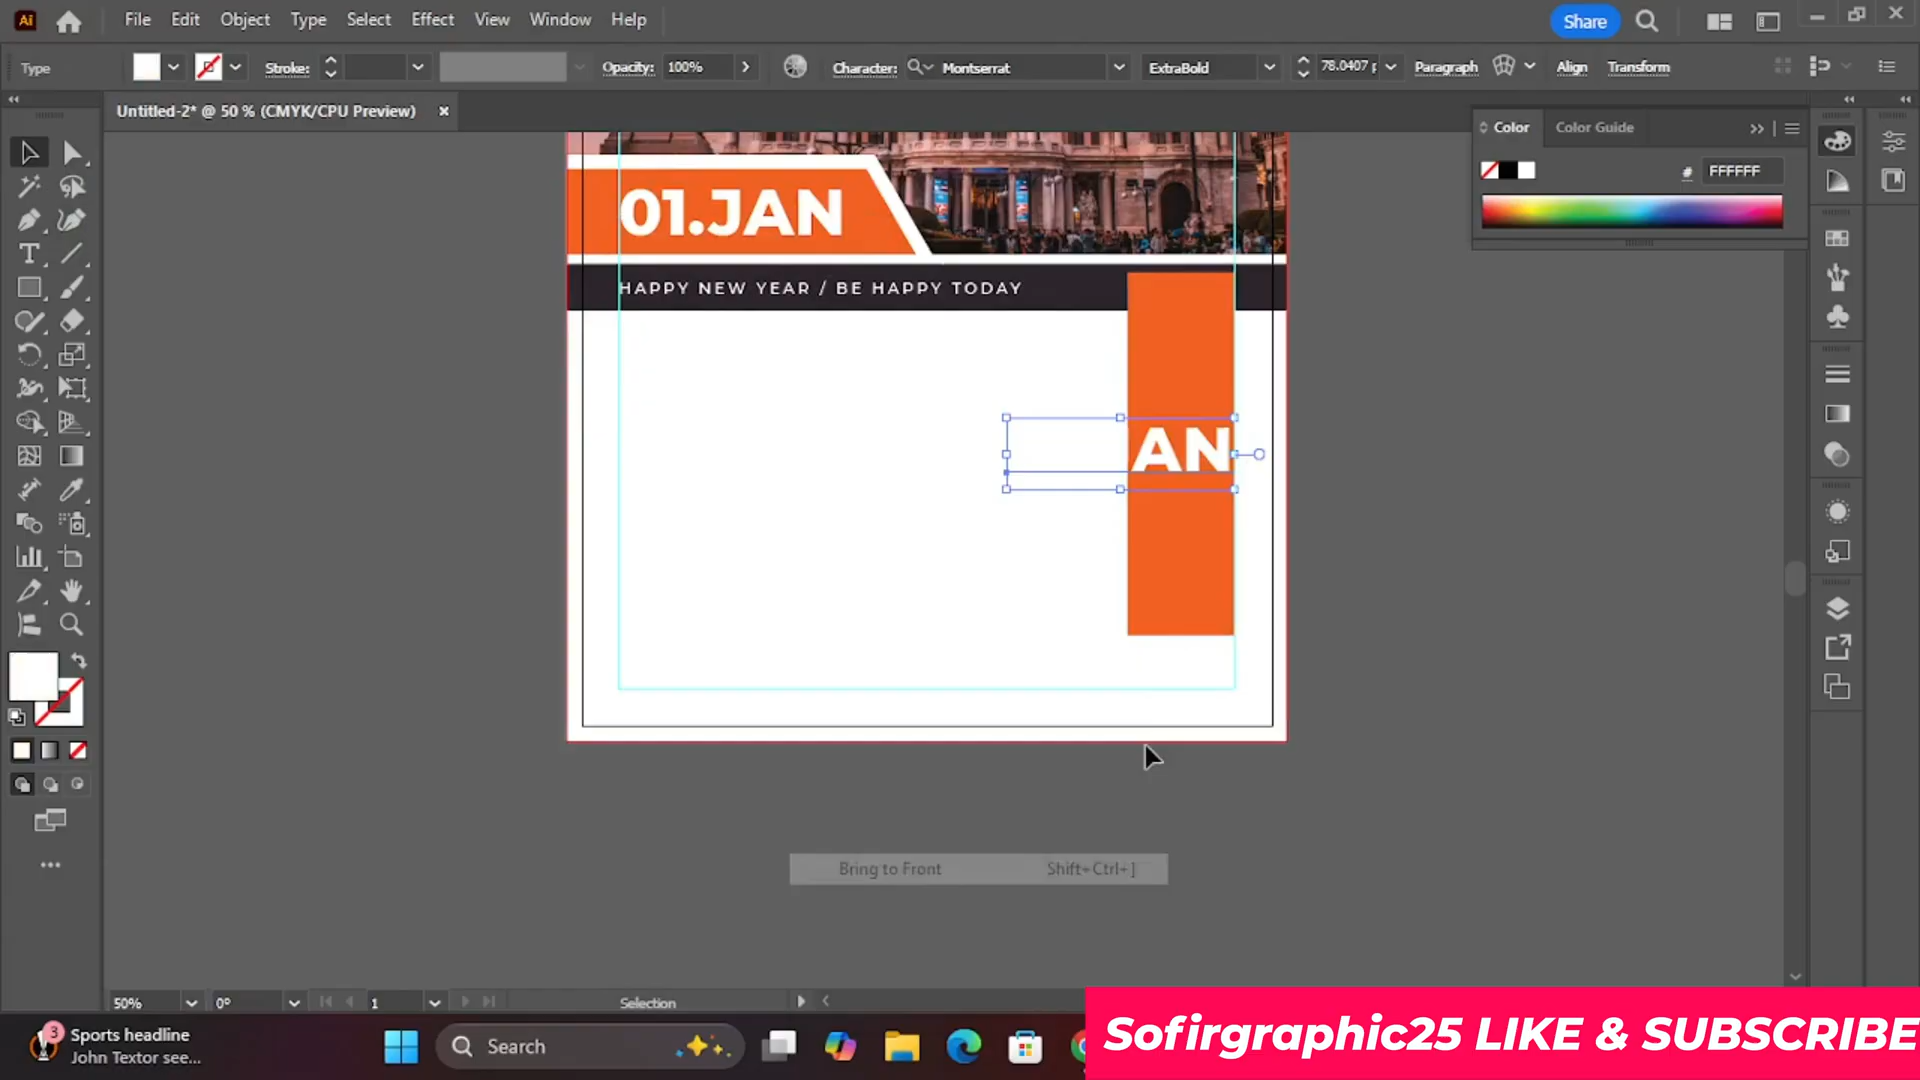 Ai
File Edit Object Type Select Effect View Window Help
Share
Type
Stroke:
Opacity: 100%
Character: Montserrat
ExtraBold
Paragraph
Align
Transform
Untitled-2* @ 50 % (CMYK/CPU Preview)
Color
Color Guide
# FFFFFF
01.JAN
HAPPY NEW YEAR / BE HAPPY TODAY
AN
Bring to Front Shift+Ctrl+]
50% 0° 1 Selection
3
Sports headline
John Textor see...
Search
Sofirgraphic25 LIKE & SUBSCRIBE